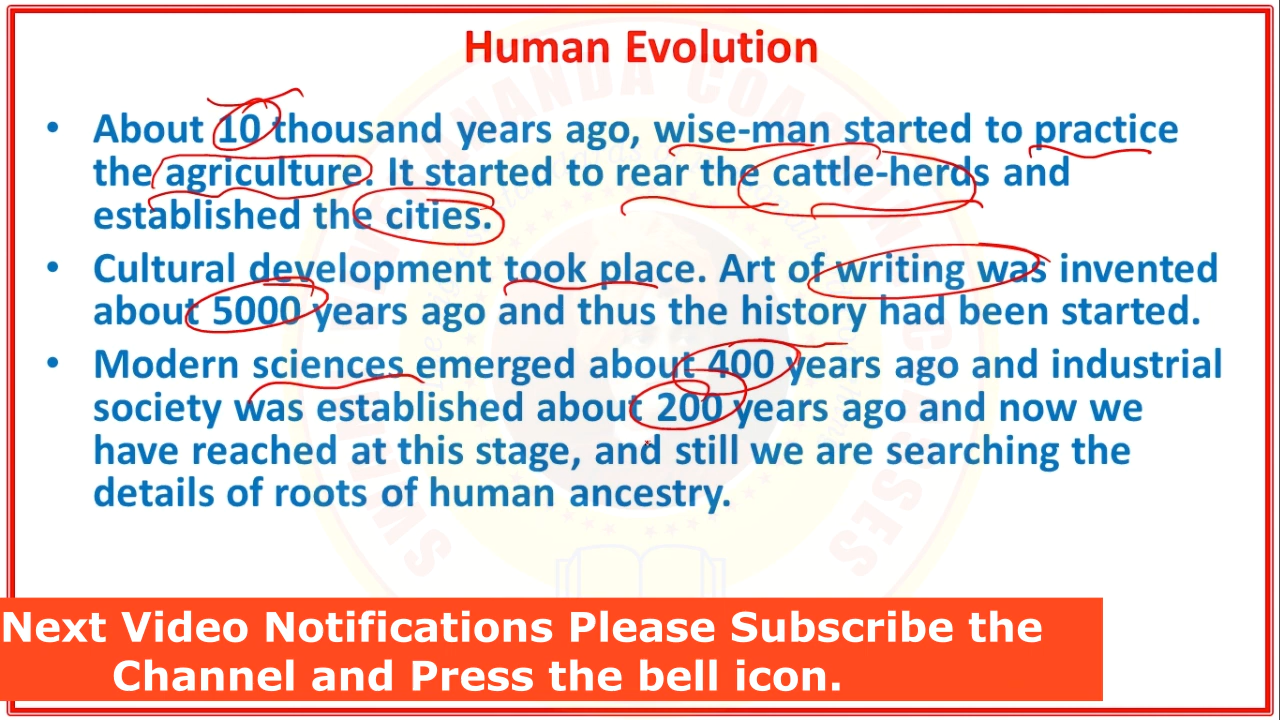 Human Evolution
• About 10 thousand years ago, wise-man started to practice
the agriculture. It started to rear the cattle-herds and
established the cities.
• Cultural development took place. Art of writing was invented
about 5000 years ago and thus the history had been started.
• Modern sciences emerged about 400 years ago and industrial
society was established about 200 years ago and now we
have reached at this stage, and still we are searching the
details of roots of human ancestry.
Next Video Notifications Please Subscribe the
Channel and Press the bell icon.